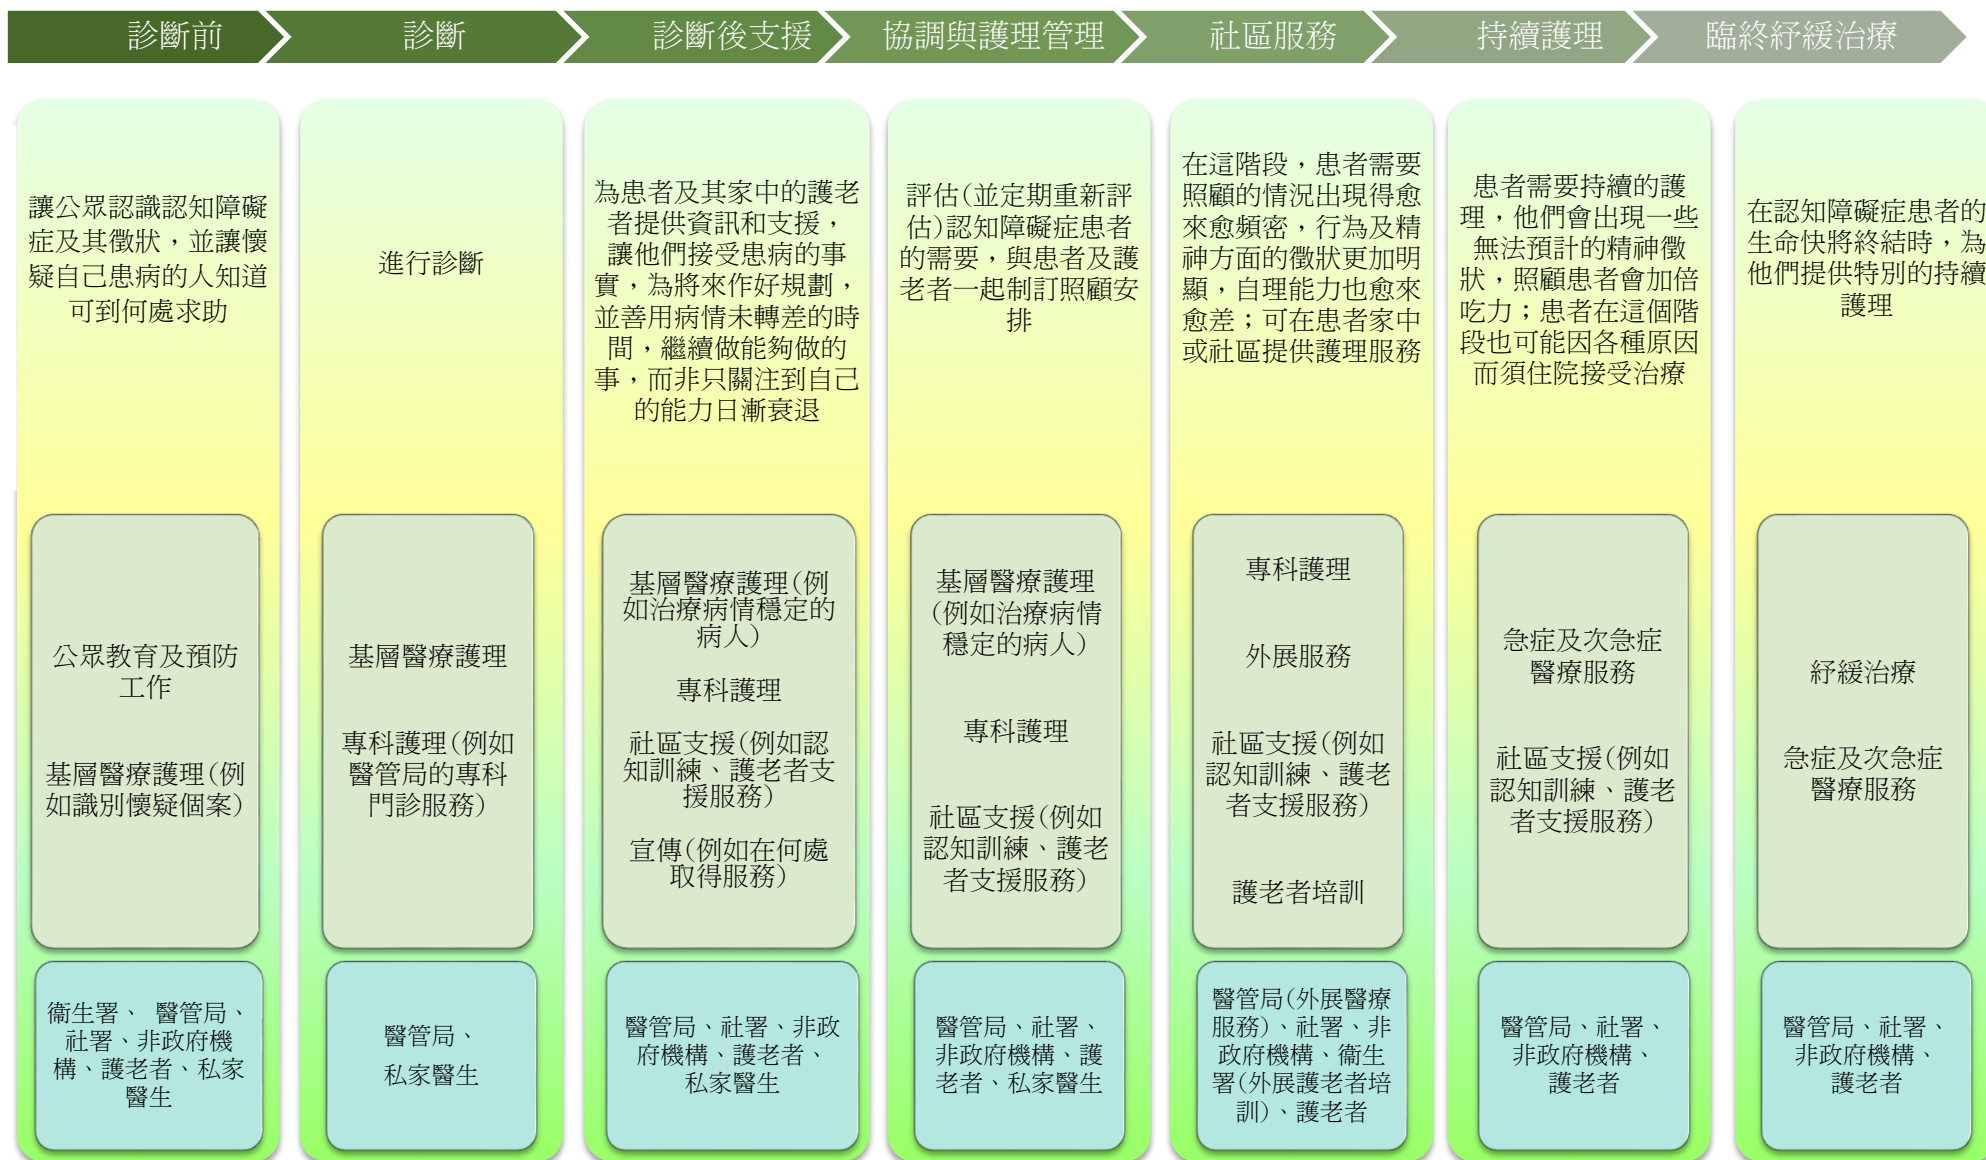 診斷前
診斷
診斷後支援
協調與護理管理
社區服務
持續護理
臨終紓緩治療
讓公眾認識認知障礙
症及其徵狀，並讓懷
疑自己患病的人知道
可到何處求助
公眾教育及預防
工作
基層醫療護理(例
如識別懷疑個案)
衞生署、 醫管局、
社署、非政府機
構、護老者、私家
醫生
進行診斷
基層醫療護理
專科護理(例如
醫管局的專科
門診服務)
醫管局、
私家醫生
為患者及其家中的護老
者提供資訊和支援，
讓他們接受患病的事
實，為將來作好規劃，
並善用病情未轉差的時
間，繼續做能夠做的
事，而非只關注到自己
的能力日漸衰退
基層醫療護理(例
如治療病情穩定的
病人)
專科護理
社區支援(例如認
知訓練、護老者支
援服務)
宣傳(例如在何處
取得服務)
醫管局、社署、非政
府機構、護老者、
私家醫生
評估(並定期重新評
估)認知障礙症患者
的需要，與患者及護
老者一起制訂照顧安
排
基層醫療護理
(例如治療病情
穩定的病人)
專科護理
社區支援(例如
認知訓練、護老
者支援服務)
醫管局、社署、
非政府機構、護
老者、私家醫生
在這階段，患者需要
照顧的情況出現得愈
來愈頻密，行為及精
神方面的徵狀更加明
顯，自理能力也愈來
愈差；可在患者家中
或社區提供護理服務
專科護理
外展服務
社區支援(例如
認知訓練、護老
者支援服務)
護老者培訓
醫管局(外展醫療
服務)、社署、非
政府機構、衞生
署(外展護老者培
訓)、護老者
患者需要持續的護
理，他們會出現一些
無法預計的精神徵
狀，照顧患者會加倍
吃力；患者在這個階
段也可能因各種原因
而須住院接受治療
急症及次急症
醫療服務
社區支援(例如
認知訓練、護老
者支援服務)
醫管局、社署、
非政府機構、
護老者
在認知障礙症患者的
生命快將終結時，為
他們提供特別的持續
護理
紓緩治療
急症及次急症
醫療服務
醫管局、社署、
非政府機構、
護老者